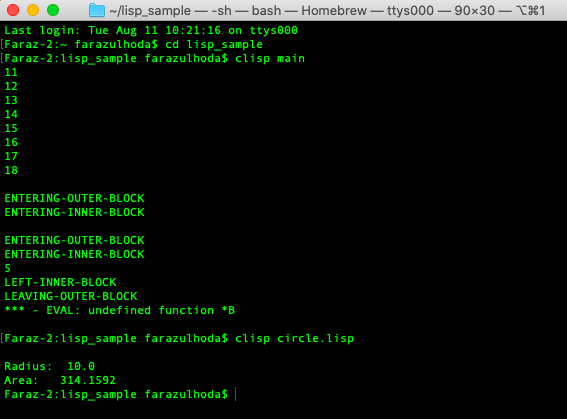 ~/lisp_sample — -sh — bash — Homebrew — ttys000 — 90×30 — ⌥⌘1
Last login: Tue Aug 11 10:21:16 on ttys000
[Faraz-2:~ farazulhoda$ cd lisp_sample
[Faraz-2:lisp_sample farazulhoda$ clisp main
11
12
13
14
15
16
17
18
ENTERING-OUTER-BLOCK
ENTERING-INNER-BLOCK
ENTERING-OUTER-BLOCK
ENTERING-INNER-BLOCK
5
LEFT-INNER-BLOCK
LEAVING-OUTER-BLOCK
*** - EVAL: undefined function *B
[Faraz-2:lisp_sample farazulhoda$ clisp circle.lisp
Radius:  10.0
Area:   314.1592
Faraz-2:lisp_sample farazulhoda$